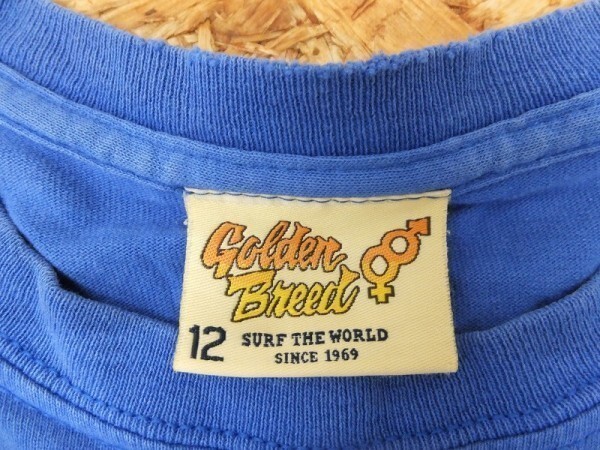 Golden
Breed
12 SURF THE WORLD
SINCE 1969